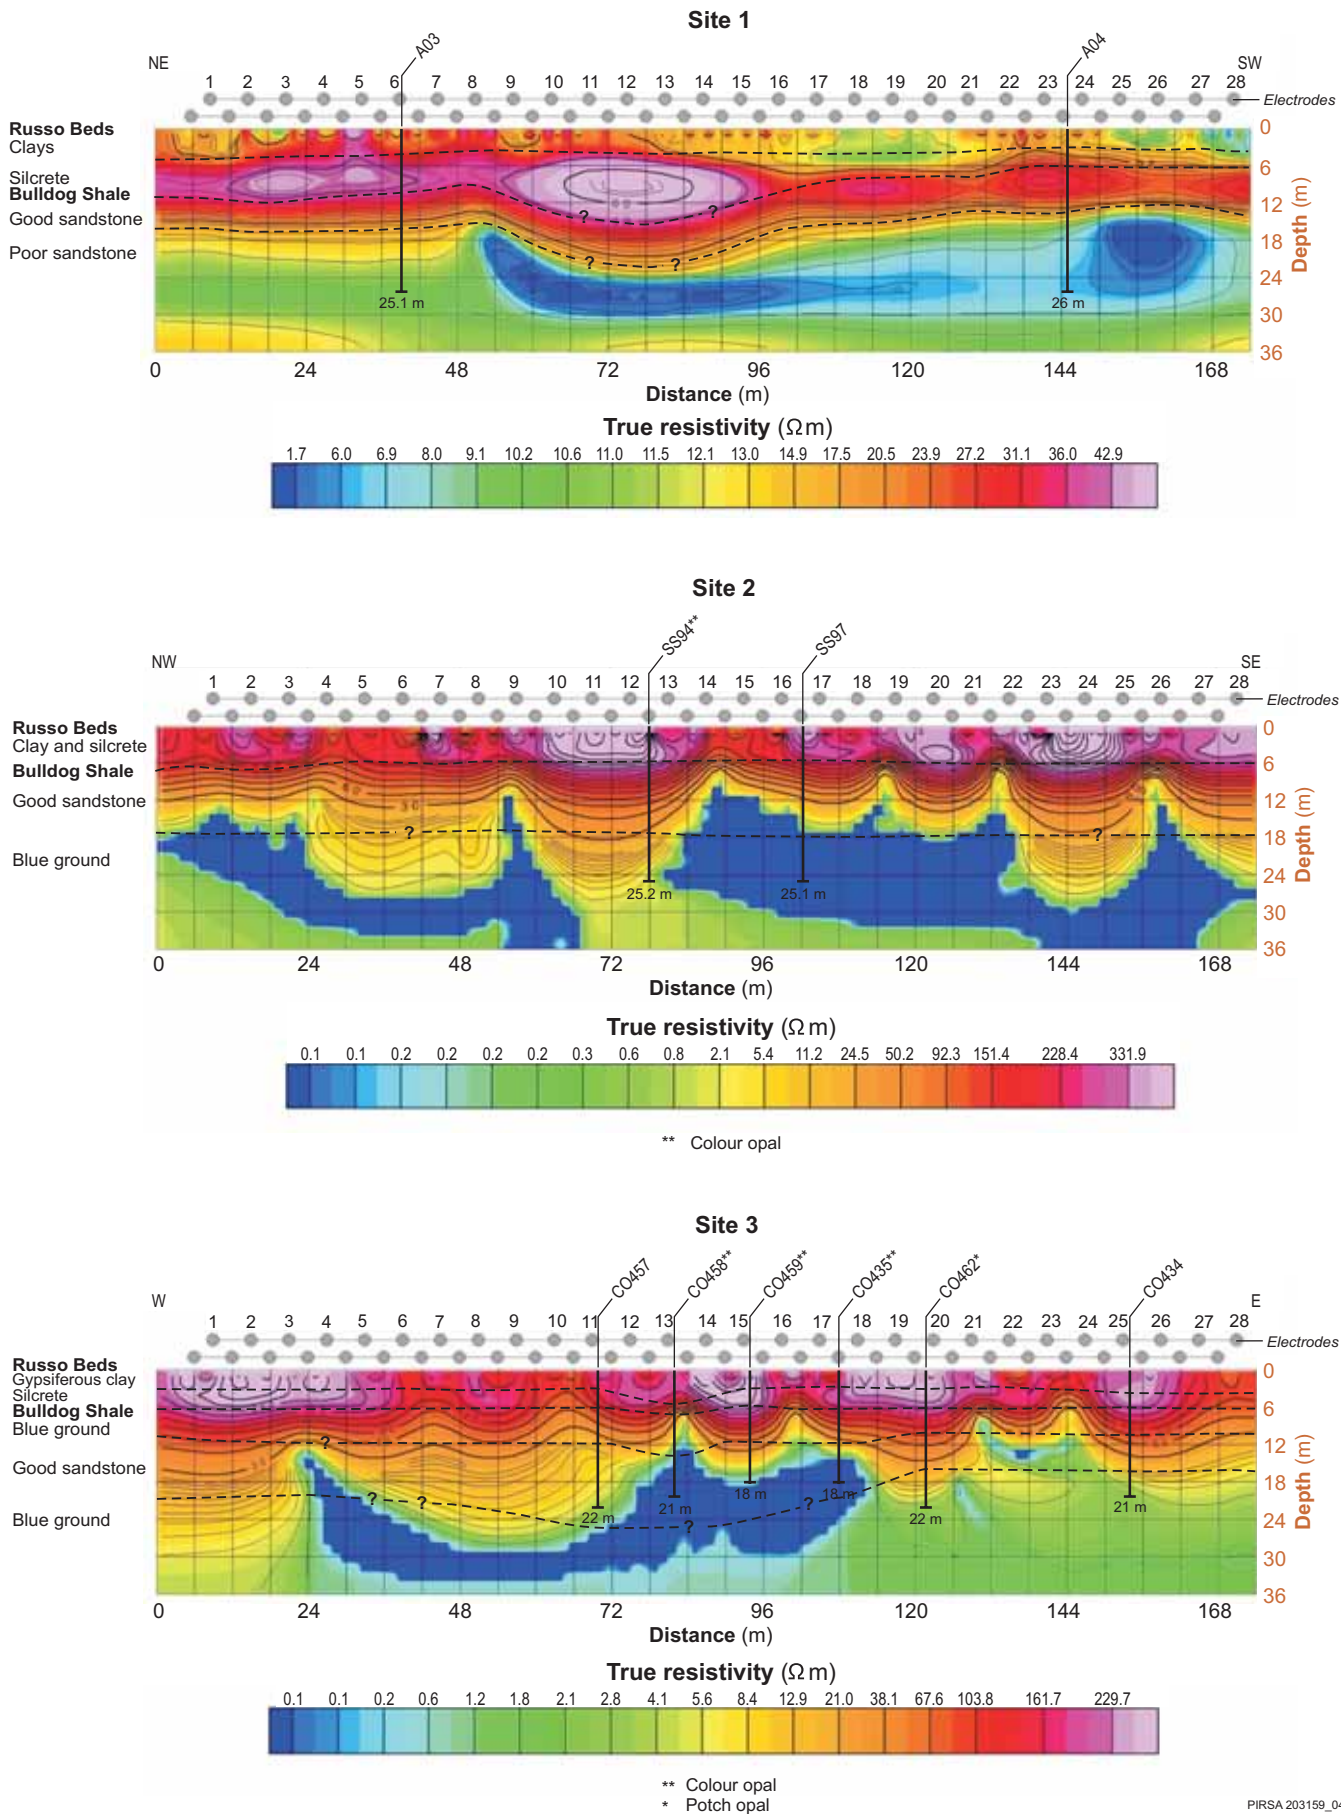 Site 1
A03
A04
NE
SW
1 2 3 4 5 6 7 8 9 10 11 12 13 14 15 16 17 18 19 20 21 22 23 24 25 26 27 28
Electrodes
Russo Beds
Clays
Silcrete
Bulldog Shale
Good sandstone
Poor sandstone
? ?
? ?
25.1 m
26 m
0
6
12
18
24
30
36
Depth (m)
0 24 48 72 96 120 144 168
Distance (m)
True resistivity (Ωm)
1.7 6.0 6.9 8.0 9.1 10.2 10.6 11.0 11.5 12.1 13.0 14.9 17.5 20.5 23.9 27.2 31.1 36.0 42.9
Site 2
SS94**
SS97
NW
SE
1 2 3 4 5 6 7 8 9 10 11 12 13 14 15 16 17 18 19 20 21 22 23 24 25 26 27 28
Electrodes
Russo Beds
Clay and silcrete
Bulldog Shale
Good sandstone
Blue ground
? ?
25.2 m
25.1 m
0
6
12
18
24
30
36
Depth (m)
0 24 48 72 96 120 144 168
Distance (m)
True resistivity (Ωm)
0.1 0.1 0.2 0.2 0.2 0.2 0.3 0.6 0.8 2.1 5.4 11.2 24.5 50.2 92.3 151.4 228.4 331.9
** Colour opal
Site 3
CO457
CO458**
CO459**
CO435**
CO462*
CO434
W
E
1 2 3 4 5 6 7 8 9 10 11 12 13 14 15 16 17 18 19 20 21 22 23 24 25 26 27 28
Electrodes
Russo Beds
Gypsiferous clay
Silcrete
Bulldog Shale
Blue ground
Good sandstone
Blue ground
?
? ? ? ?
22 m
21 m
18 m
18 m
22 m
21 m
0
6
12
18
24
30
36
Depth (m)
0 24 48 72 96 120 144 168
Distance (m)
True resistivity (Ωm)
0.1 0.1 0.2 0.6 1.2 1.8 2.1 2.8 4.1 5.6 8.4 12.9 21.0 38.1 67.6 103.8 161.7 229.7
** Colour opal
* Potch opal
PIRSA 203159_04